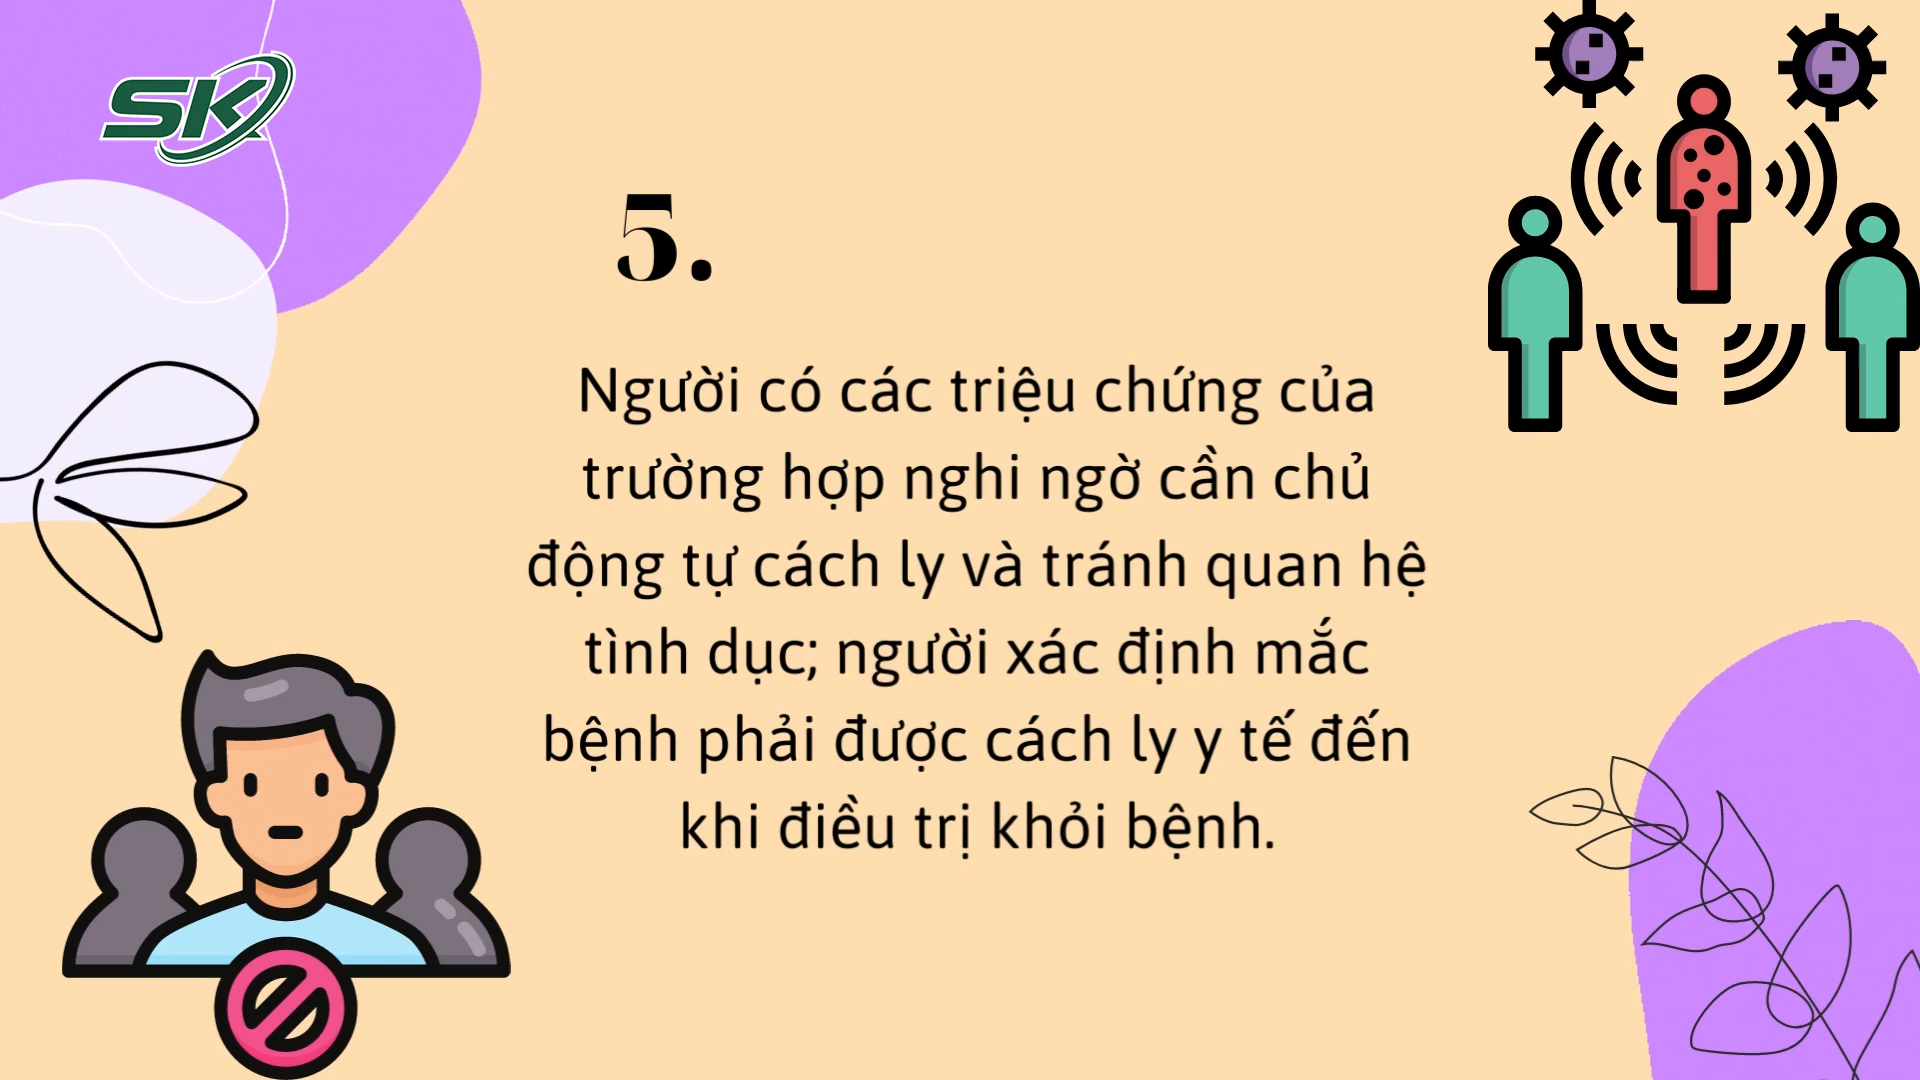 SK
5.
Người có các triệu chứng của
trường hợp nghi ngờ cần chủ
động tự cách ly và tránh quan hệ
tình dục; người xác định mắc
bệnh phải được cách ly y tế đến
khi điều trị khỏi bệnh.